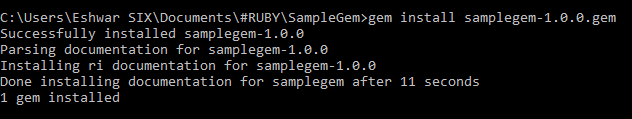 C:\Users\Eshwar SIX\Documents\#RUBY\SampleGem>gem install samplegem-1.0.0.gem
Successfully installed samplegem-1.0.0
Parsing documentation for samplegem-1.0.0
Installing ri documentation for samplegem-1.0.0
Done installing documentation for samplegem after 11 seconds
1 gem installed